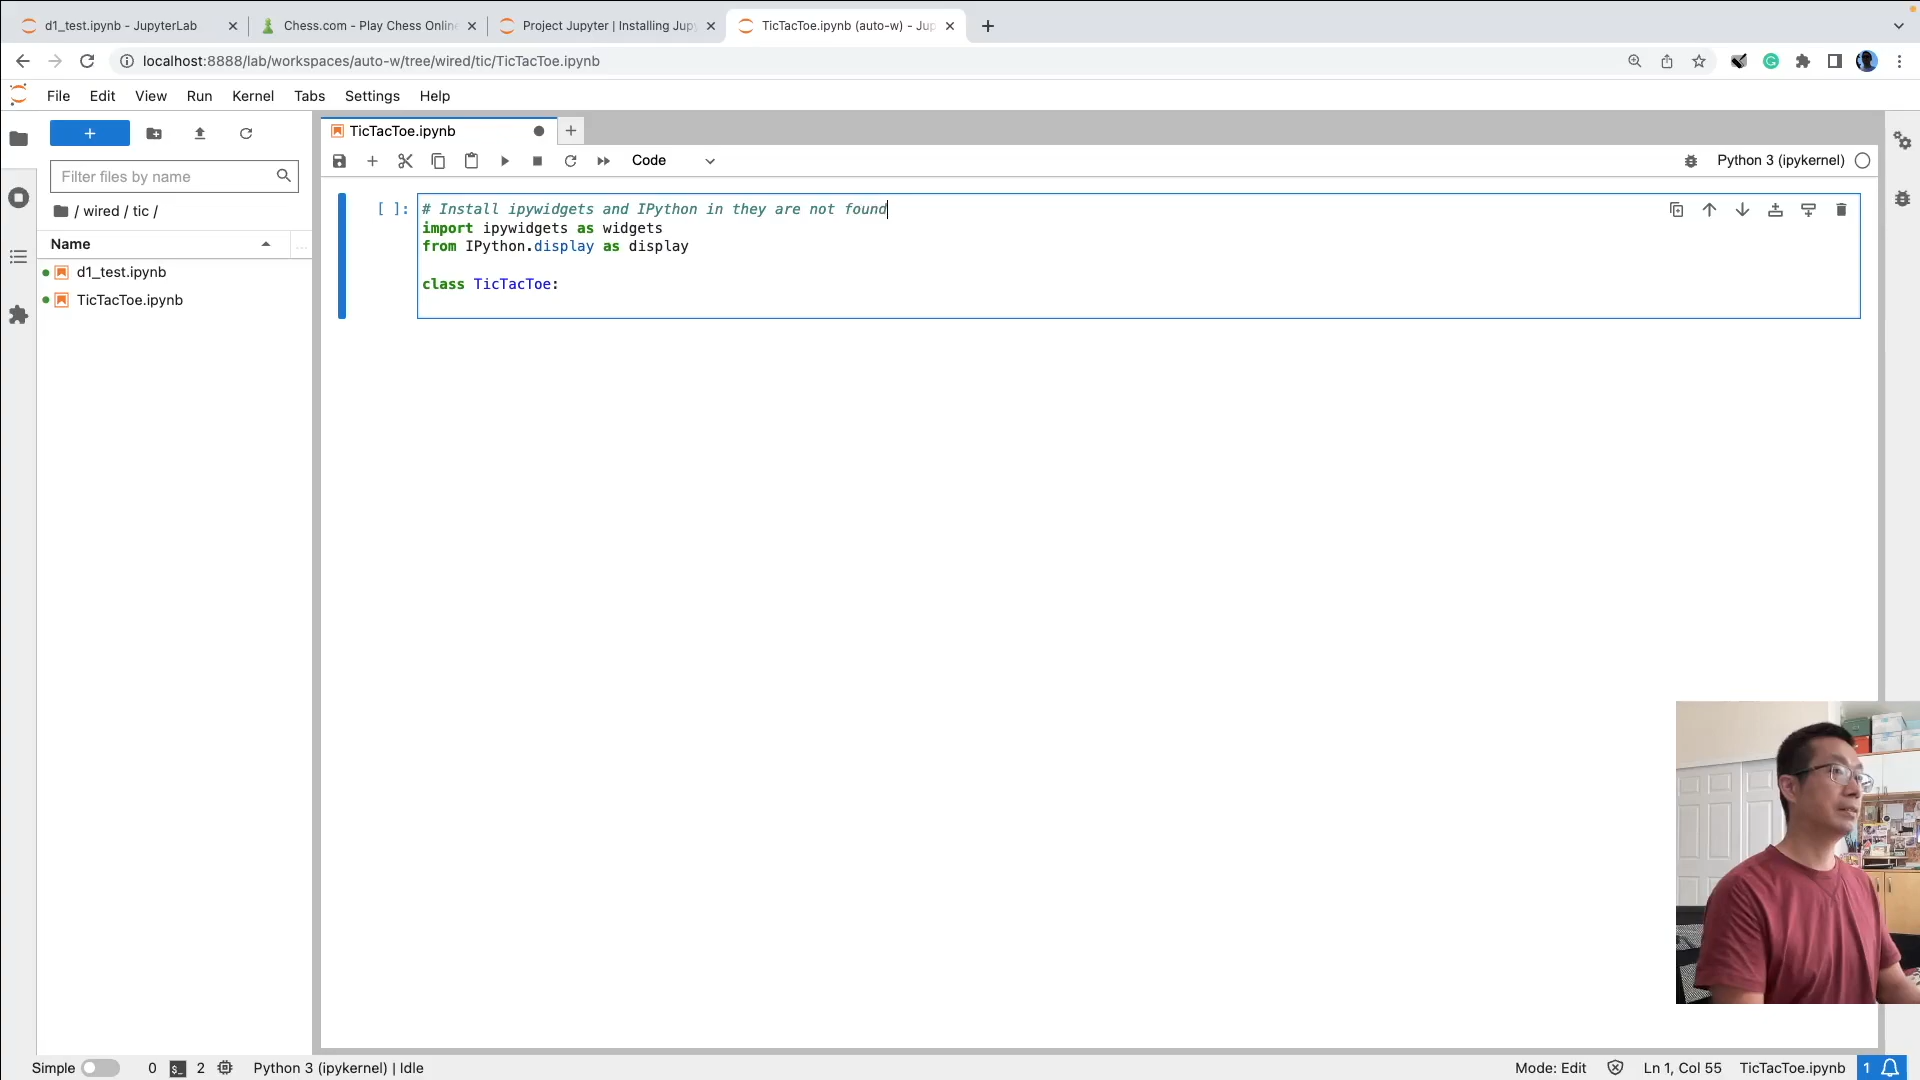 d1_test.ipynb - JupyterLab
Chess.com - Play Chess Online
Project Jupyter | Installing Jupy
TicTacToe.ipynb (auto-w) - Jup
localhost:8888/lab/workspaces/auto-w/tree/wired/tic/TicTacToe.ipynb
File Edit View Run Kernel Tabs Settings Help
Filter files by name
/ wired / tic /
Name
d1_test.ipynb
TicTacToe.ipynb
TicTacToe.ipynb
Code
Python 3 (ipykernel)
[ ]:
# Install ipywidgets and IPython in they are not found
import ipywidgets as widgets
from IPython.display as display
class TicTacToe:
Simple 0 $_ 2 Python 3 (ipykernel) | Idle
Mode: Edit Ln 1, Col 55 TicTacToe.ipynb 1